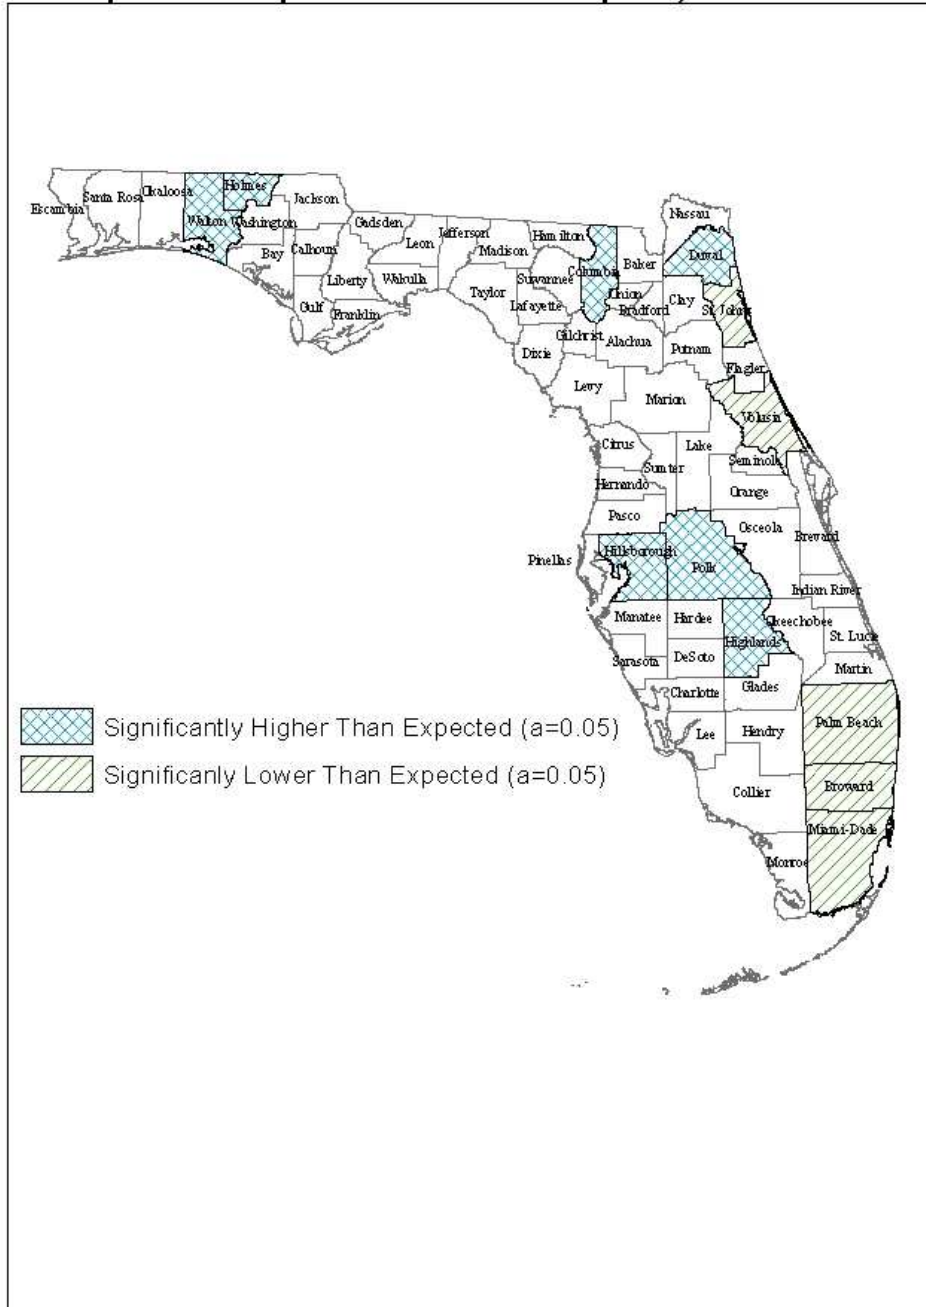 Escambia
Santa Rosa
Okaloosa
Walton
Holmes
Washington
Jackson
Bay
Calhoun
Gulf
Liberty
Franklin
Gadsden
Leon
Wakulla
Jefferson
Madison
Taylor
Hamilton
Suwannee
Lafayette
Dixie
Columbia
Gilchrist
Baker
Union
Bradford
Alachua
Levy
Nassau
Duval
Clay
St. Johns
Putnam
Flagler
Marion
Volusia
Citrus
Sumter
Lake
Seminole
Hernando
Orange
Pasco
Osceola
Brevard
Pinellas
Hillsborough
Polk
Indian River
Manatee
Hardee
Highlands
Okeechobee
St. Lucie
Sarasota
DeSoto
Martin
Charlotte
Glades
Lee
Hendry
Palm Beach
Collier
Broward
Miami-Dade
Monroe
Significantly Higher Than Expected (a=0.05)
Significanly Lower Than Expected (a=0.05)